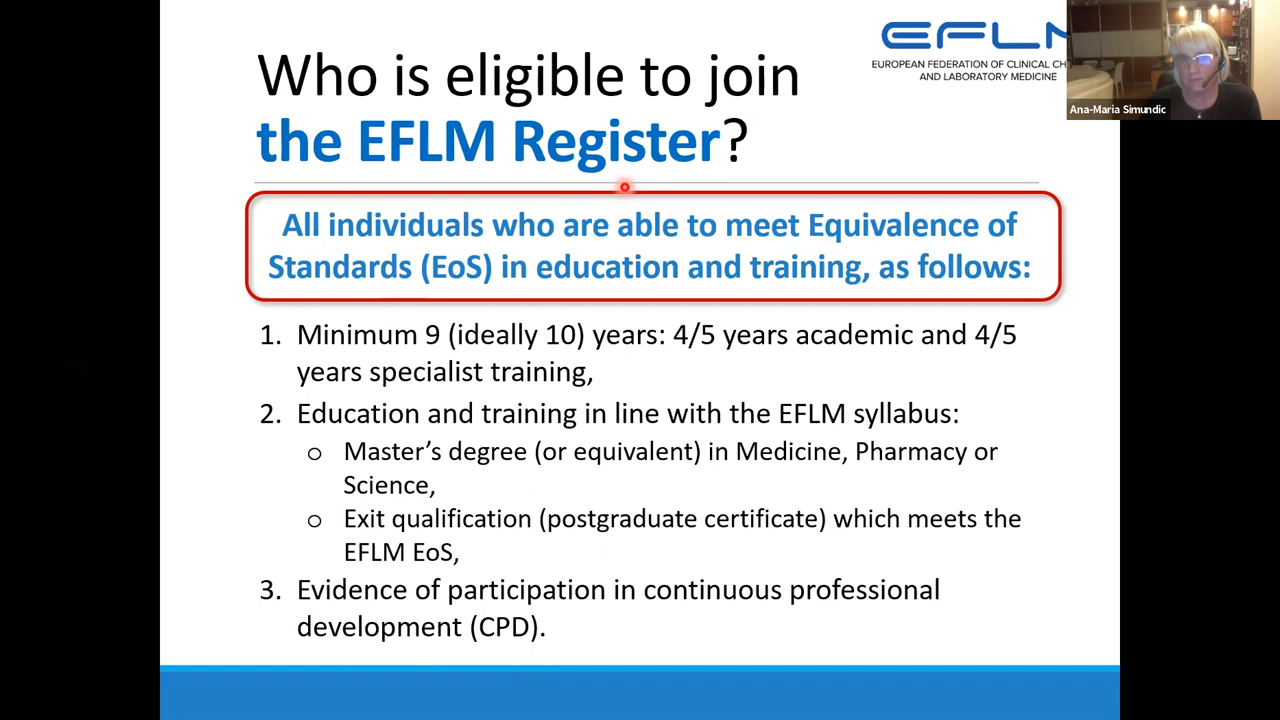 Who is eligible to join
the EFLM Register?
EFLM
EUROPEAN FEDERATION OF CLINICAL CH
AND LABORATORY MEDICINE
Ana-Maria Simundic
All individuals who are able to meet Equivalence of
Standards (EoS) in education and training, as follows:
1. Minimum 9 (ideally 10) years: 4/5 years academic and 4/5
years specialist training,
2. Education and training in line with the EFLM syllabus:
o Master's degree (or equivalent) in Medicine, Pharmacy or
Science,
o Exit qualification (postgraduate certificate) which meets the
EFLM EoS,
3. Evidence of participation in continuous professional
development (CPD).